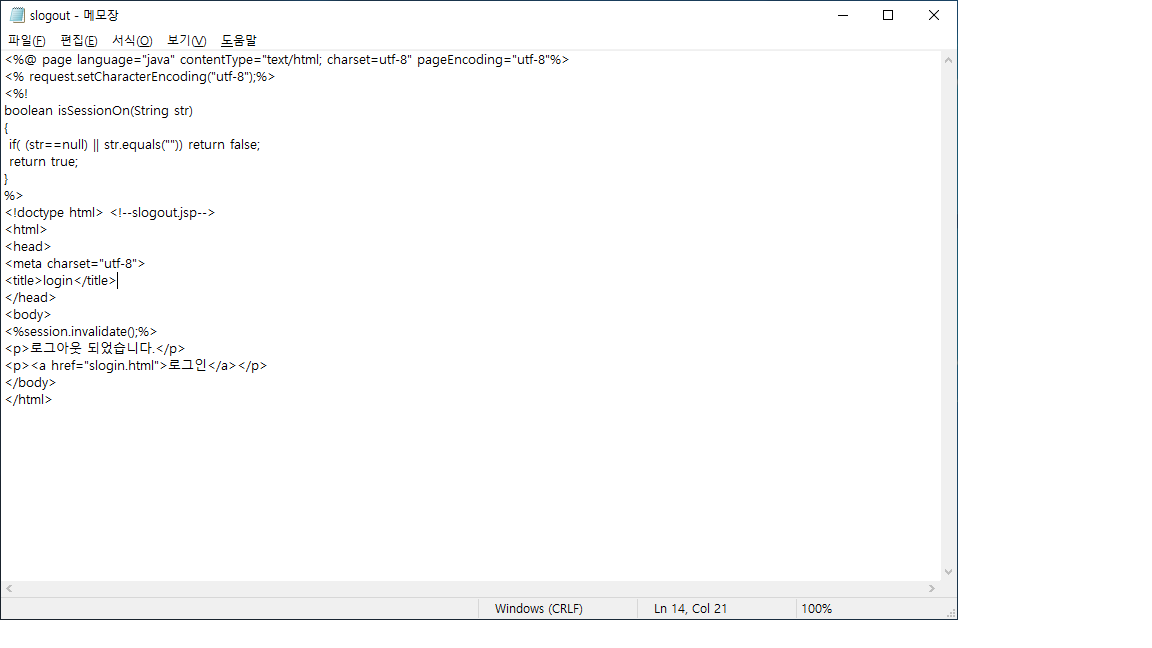 slogout - 메모장
파일(F) 편집(E) 서식(O) 보기(V) 도움말
<%@ page language="java" contentType="text/html; charset=utf-8" pageEncoding="utf-8"%>
<% request.setCharacterEncoding("utf-8");%>
<%!
boolean isSessionOn(String str)
{
 if( (str==null) || str.equals("")) return false;
 return true;
}
%>
<!doctype html> <!--slogout.jsp-->
<html>
<head>
<meta charset="utf-8">
<title>login</title>
</head>
<body>
<%session.invalidate();%>
<p>로그아웃 되었습니다.</p>
<p><a href="slogin.html">로그인</a></p>
</body>
</html>
Windows (CRLF) Ln 14, Col 21 100%